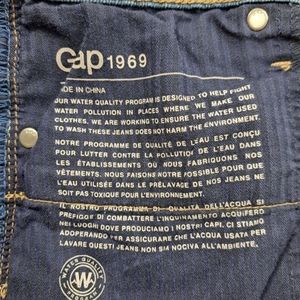 Gap 1969
MADE IN CHINA
OUR WATER QUALITY PROGRAM IS DESIGNED TO HELP FIGHT
WATER POLLUTION IN PLACES WHERE WE MAKE OUR
CLOTHES. WE ARE WORKING TO ENSURE THE WATER USED
TO WASH THESE JEANS DOES NOT HARM THE ENVIRONMENT.
NOTRE PROGRAMME DE QUALITÉ DE L'EAU EST CONÇU
POUR LUTTER CONTRE LA POLLUTION DE L'EAU DANS
LES ÉTABLISSEMENTS OÙ NOUS FABRIQUONS NOS
VÊTEMENTS. NOUS FAISONS NOTRE POSSIBLE POUR QUE
L'EAU UTILISÉE DANS LE PRÉLAVAGE DE NOS JEANS NE
SOIT PAS TOXIQUE POUR L'ENVIRONNEMENT.
IL NOSTRO PROGRAMMA DI QUALITÀ DELL'ACQUA SI
PREFIGGE DI COMBATTERE L'INQUINAMENTO ACQUIFERO
NEI LUOGHI DOVE PRODUCIAMO I NOSTRI CAPI. CI STIAMO
ADOPERANDO PER ASSICURARE CHE L'ACQUA USATA PER
LAVARE QUESTI JEANS NON SIA NOCIVA ALL'AMBIENTE.
WATER QUALITY
W
PROGRAM